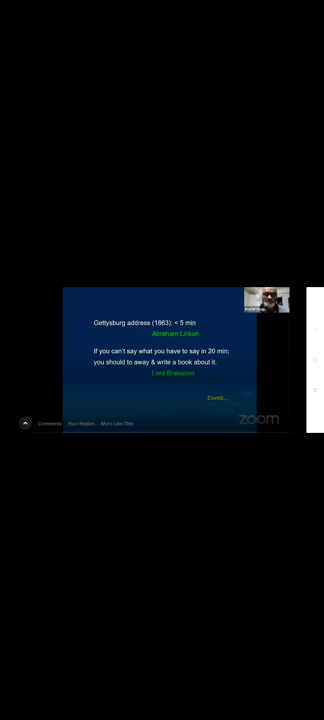 Gettysburg address (1863): < 5 min
Abraham Linkon
If you can't say what you have to say in 20 min;
you should to away & write a book about it.
Lord Brabazon
Contd...
zoom
Comments Your Replies More Like This